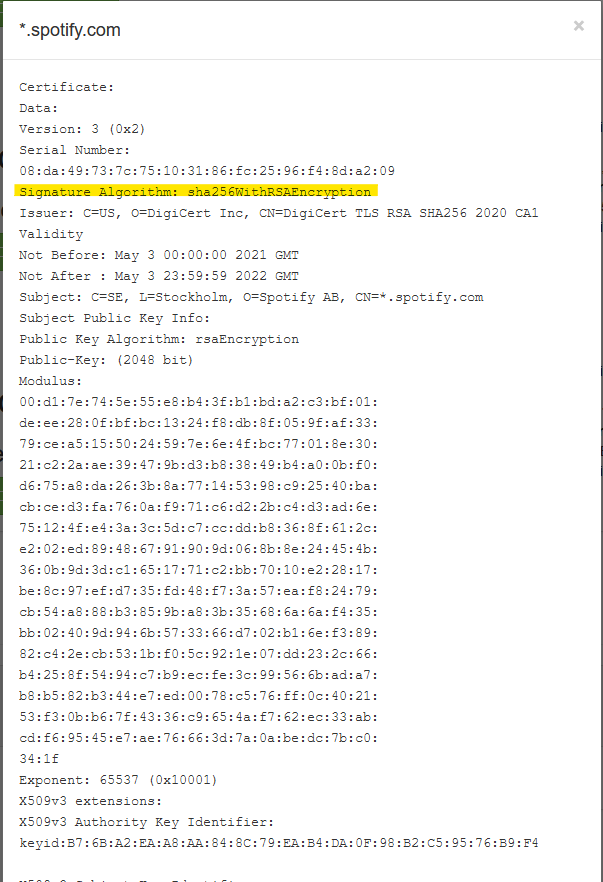 *.spotify.com ×
Certificate:
Data:
Version: 3 (0x2)
Serial Number:
08:da:49:73:7c:75:10:31:86:fc:25:96:f4:8d:a2:09
Signature Algorithm: sha256WithRSAEncryption
Issuer: C=US, O=DigiCert Inc, CN=DigiCert TLS RSA SHA256 2020 CA1
Validity
Not Before: May 3 00:00:00 2021 GMT
Not After : May 3 23:59:59 2022 GMT
Subject: C=SE, L=Stockholm, O=Spotify AB, CN=*.spotify.com
Subject Public Key Info:
Public Key Algorithm: rsaEncryption
Public-Key: (2048 bit)
Modulus:
00:d1:7e:74:5e:55:e8:b4:3f:b1:bd:a2:c3:bf:01:
de:ee:28:0f:bf:bc:13:24:f8:db:8f:05:9f:af:33:
79:ce:a5:15:50:24:59:7e:6e:4f:bc:77:01:8e:30:
21:c2:2a:ae:39:47:9b:d3:b8:38:49:b4:a0:0b:f0:
d6:75:a8:da:26:3b:8a:77:14:53:98:c9:25:40:ba:
cb:ce:d3:fa:76:0a:f9:71:c6:d2:2b:c4:d3:ad:6e:
75:12:4f:e4:3a:3c:5d:c7:cc:dd:b8:36:8f:61:2c:
e2:02:ed:89:48:67:91:90:9d:06:8b:8e:24:45:4b:
36:0b:9d:3d:c1:65:17:71:c2:bb:70:10:e2:28:17:
be:8c:97:ef:d7:35:fd:48:f7:3a:57:ea:f8:24:79:
cb:54:a8:88:b3:85:9b:a8:3b:35:68:6a:6a:f4:35:
bb:02:40:9d:94:6b:57:33:66:d7:02:b1:6e:f3:89:
82:c4:2e:cb:53:1b:f0:5c:92:1e:07:dd:23:2c:66:
b4:25:8f:54:94:c7:b9:ec:fe:3c:99:56:6b:ad:a7:
b8:b5:82:b3:44:e7:ed:00:78:c5:76:ff:0c:40:21:
53:f3:0b:b6:7f:43:36:c9:65:4a:f7:62:ec:33:ab:
cd:f6:95:45:e7:ae:76:66:3d:7a:0a:be:dc:7b:c0:
34:1f
Exponent: 65537 (0x10001)
X509v3 extensions:
X509v3 Authority Key Identifier:
keyid:B7:6B:A2:EA:A8:AA:84:8C:79:EA:B4:DA:0F:98:B2:C5:95:76:B9:F4